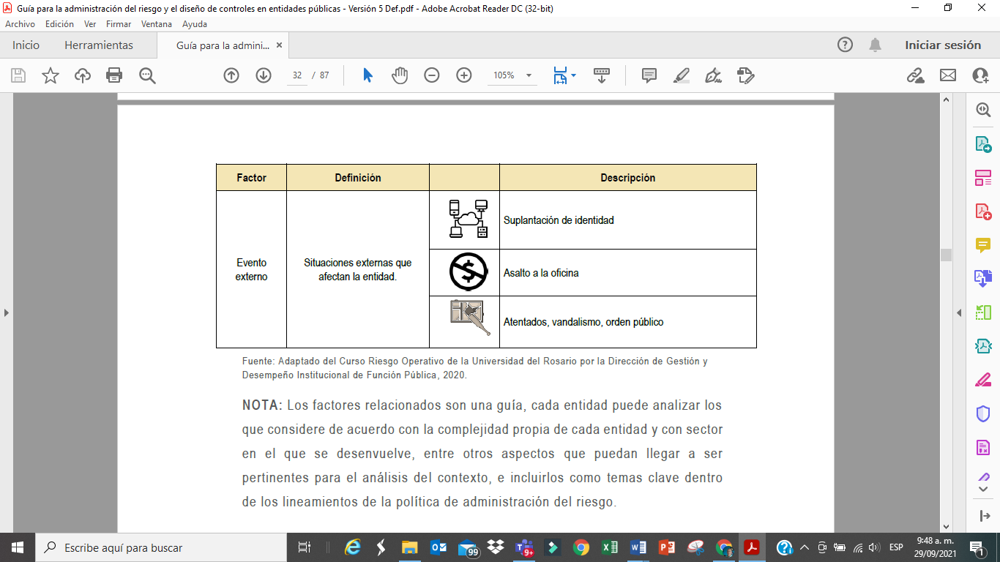 Guía para la administración del riesgo y el diseño de controles en entidades públicas - Versión 5 Def.pdf - Adobe Acrobat Reader DC (32-bit)
Archivo Edición Ver Firmar Ventana Ayuda
Inicio Herramientas Guía para la admini... Iniciar sesión
32 / 87 105%
Factor Definición Descripción
Suplantación de identidad
Evento externo
Situaciones externas que
afectan la entidad.
Asalto a la oficina
Atentados, vandalismo, orden público
Fuente: Adaptado del Curso Riesgo Operativo de la Universidad del Rosario por la Dirección de Gestión y
Desempeño Institucional de Función Pública, 2020.
NOTA: Los factores relacionados son una guía, cada entidad puede analizar los
que considere de acuerdo con la complejidad propia de cada entidad y con sector
en el que se desenvuelve, entre otros aspectos que puedan llegar a ser
pertinentes para el análisis del contexto, e incluirlos como temas clave dentro
de los lineamientos de la política de administración del riesgo.
Escribe aquí para buscar 99 9+ ESP 9:48 a. m.
29/09/2021 1